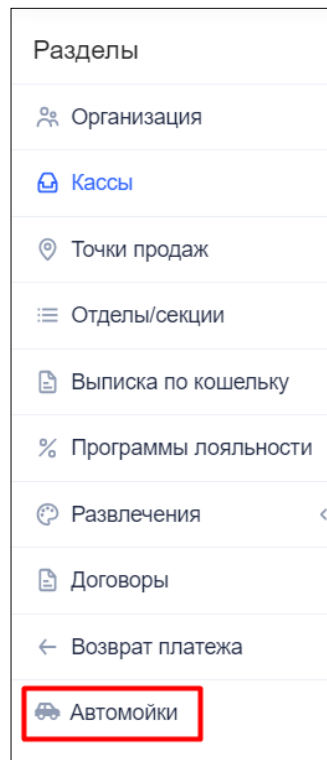 Разделы
Организация
Кассы
Точки продаж
Отделы/секции
Выписка по кошельку
Программы лояльности
Развлечения
Договоры
Возврат платежа
Автомойки